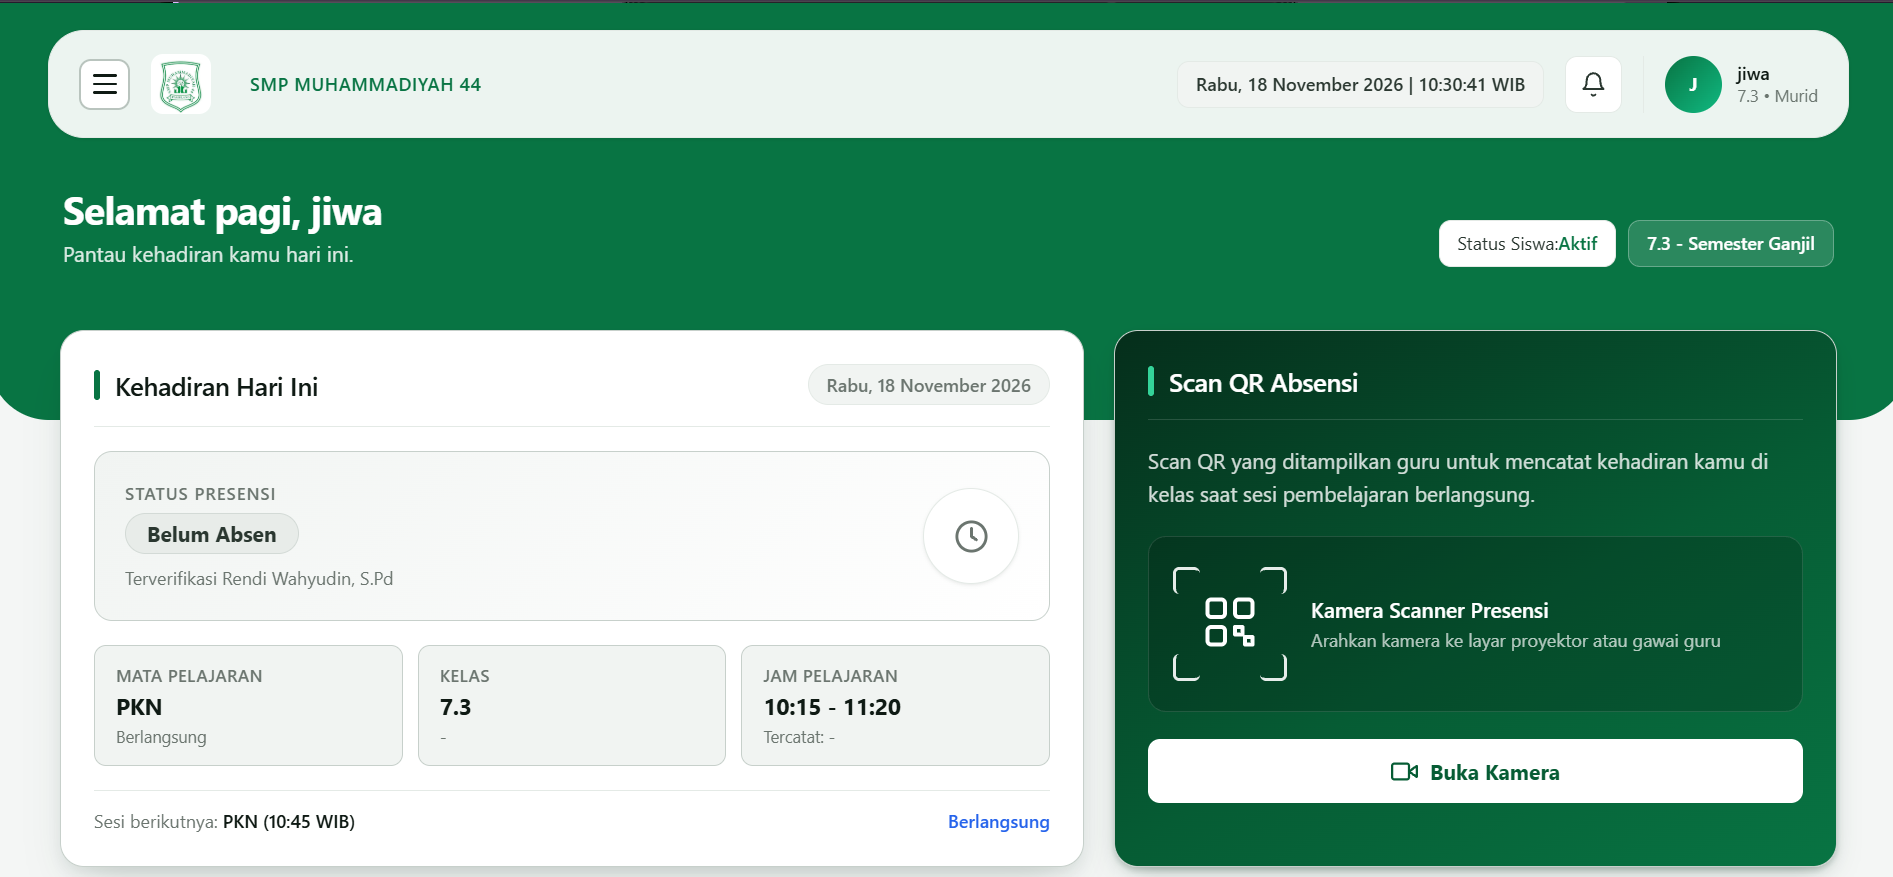 SMP MUHAMMADIYAH 44
Rabu, 18 November 2026 | 10:30:41 WIB
J
jiwa
7.3 • Murid
Selamat pagi, jiwa
Pantau kehadiran kamu hari ini.
Status Siswa:Aktif
7.3 - Semester Ganjil
Kehadiran Hari Ini
Rabu, 18 November 2026
STATUS PRESENSI
Belum Absen
Terverifikasi Rendi Wahyudin, S.Pd
MATA PELAJARAN
PKN
Berlangsung
KELAS
7.3
-
JAM PELAJARAN
10:15 - 11:20
Tercatat: -
Sesi berikutnya: PKN (10:45 WIB)
Berlangsung
Scan QR Absensi
Scan QR yang ditampilkan guru untuk mencatat kehadiran kamu di
kelas saat sesi pembelajaran berlangsung.
Kamera Scanner Presensi
Arahkan kamera ke layar proyektor atau gawai guru
Buka Kamera